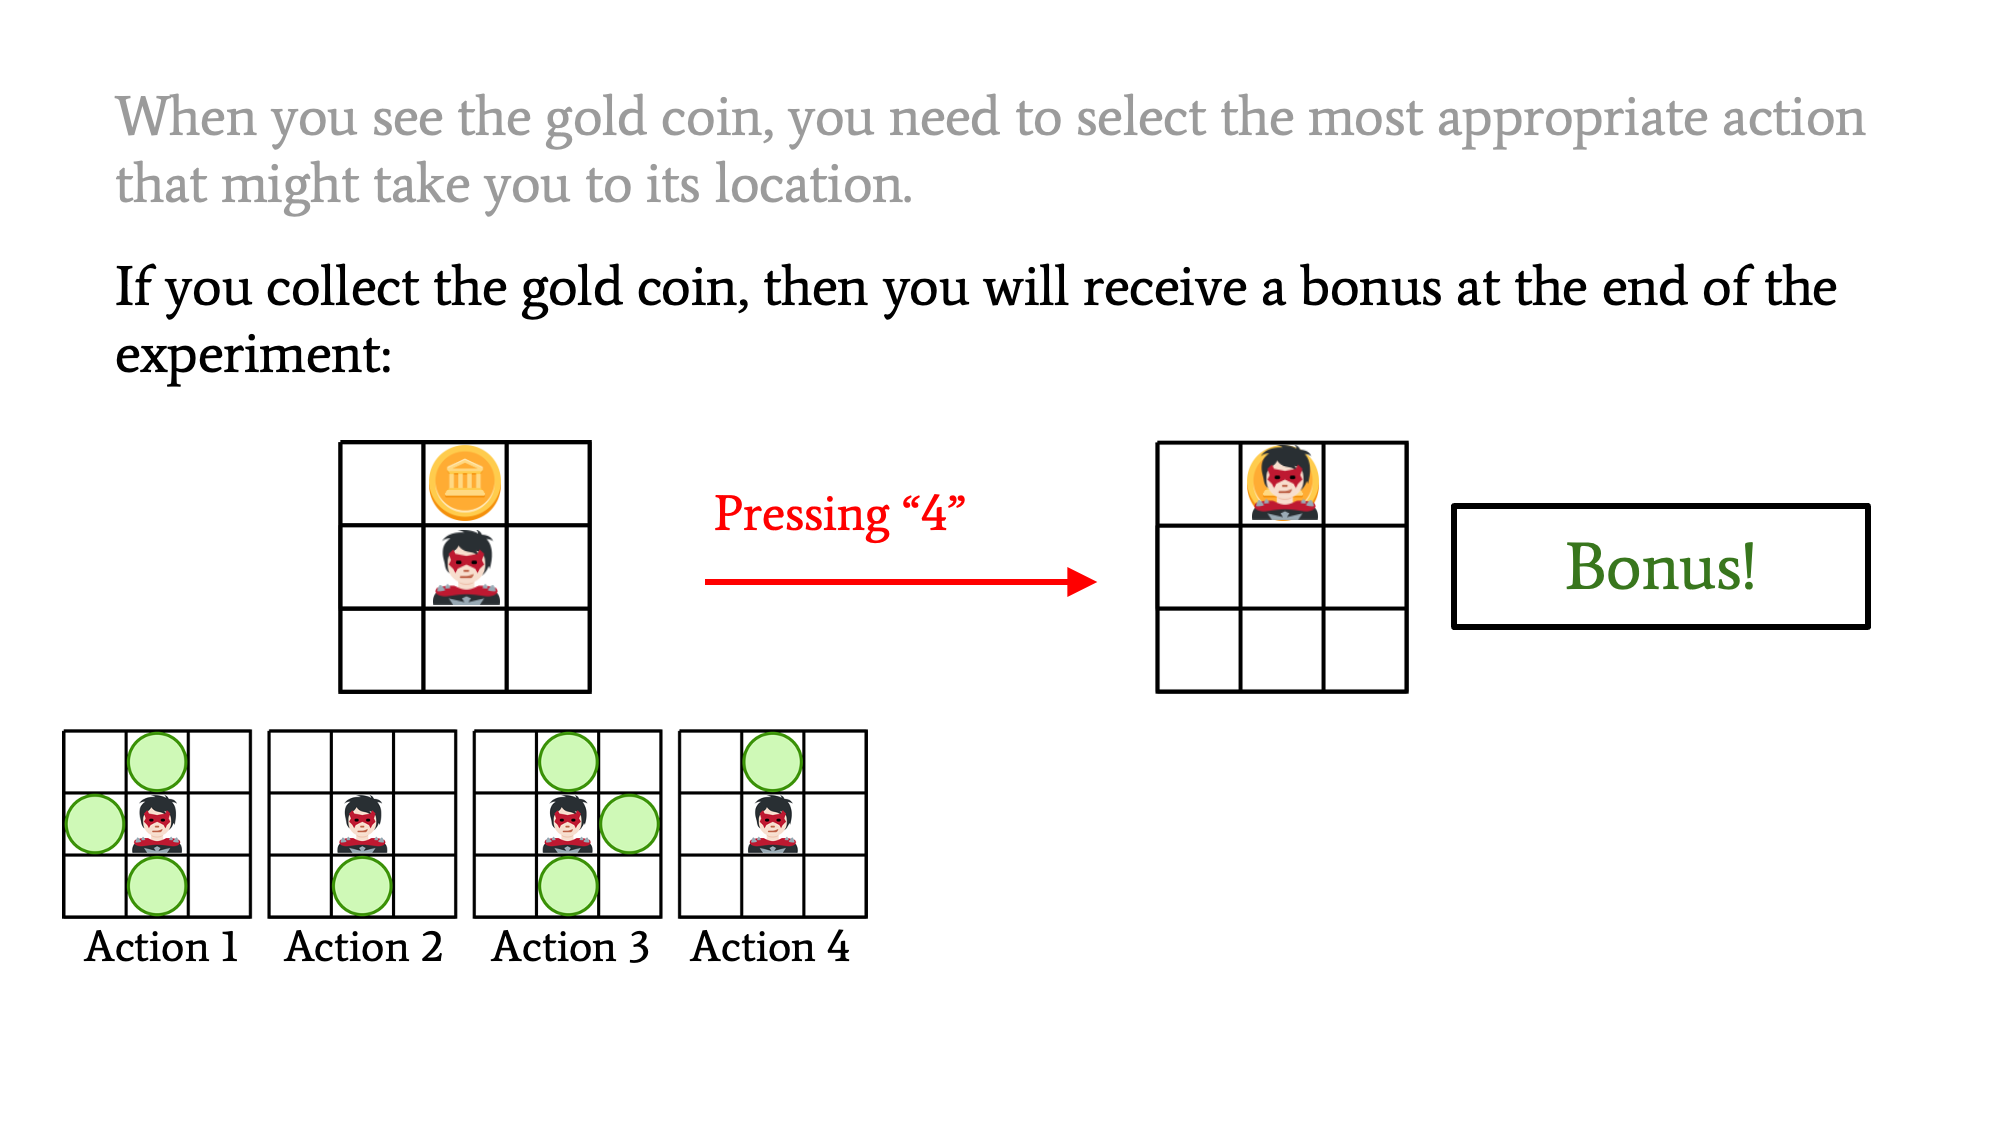 When you see the gold coin, you need to select the most appropriate action
that might take you to its location.
If you collect the gold coin, then you will receive a bonus at the end of the
experiment:
Pressing “4”
Bonus!
Action 1
Action 2
Action 3
Action 4